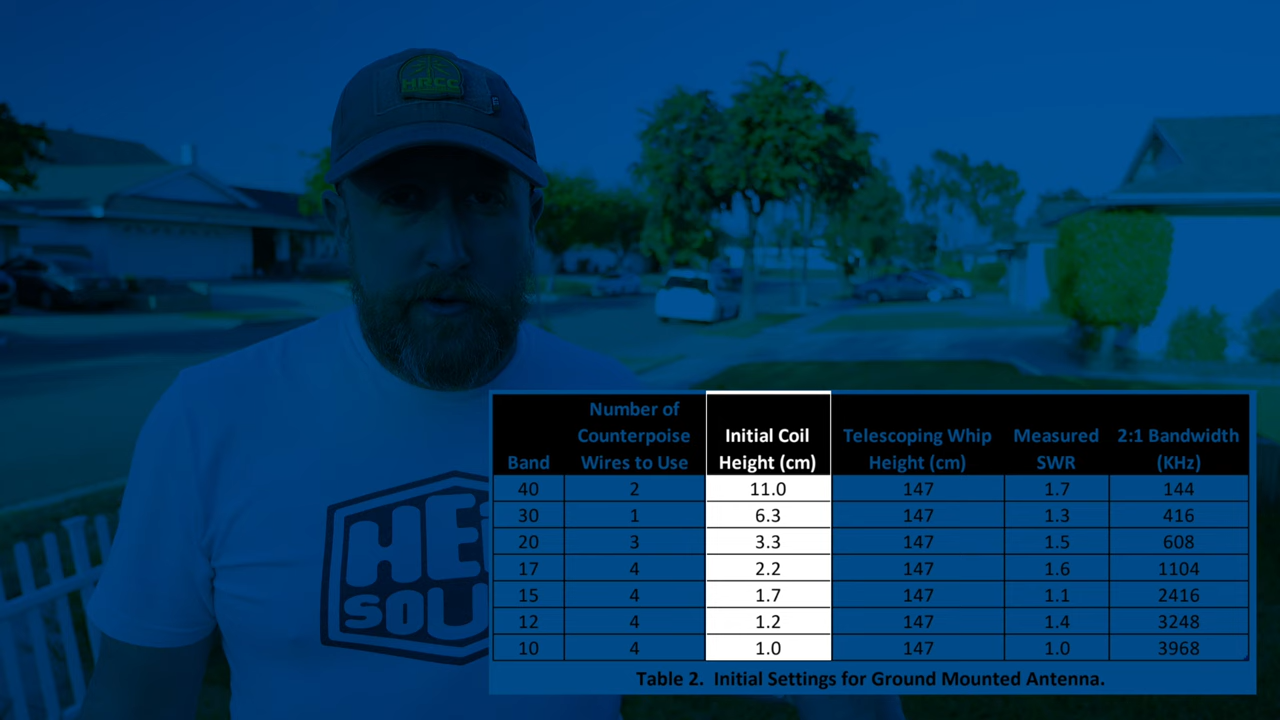 HRCC
HE
SOU
Band Number of Counterpoise Wires to Use Initial Coil Height (cm) Telescoping Whip Height (cm) Measured SWR 2:1 Bandwidth (KHz)
40 2 11.0 147 1.7 144
30 1 6.3 147 1.3 416
20 3 3.3 147 1.5 608
17 4 2.2 147 1.6 1104
15 4 1.7 147 1.1 2416
12 4 1.2 147 1.4 3248
10 4 1.0 147 1.0 3968
Table 2. Initial Settings for Ground Mounted Antenna.